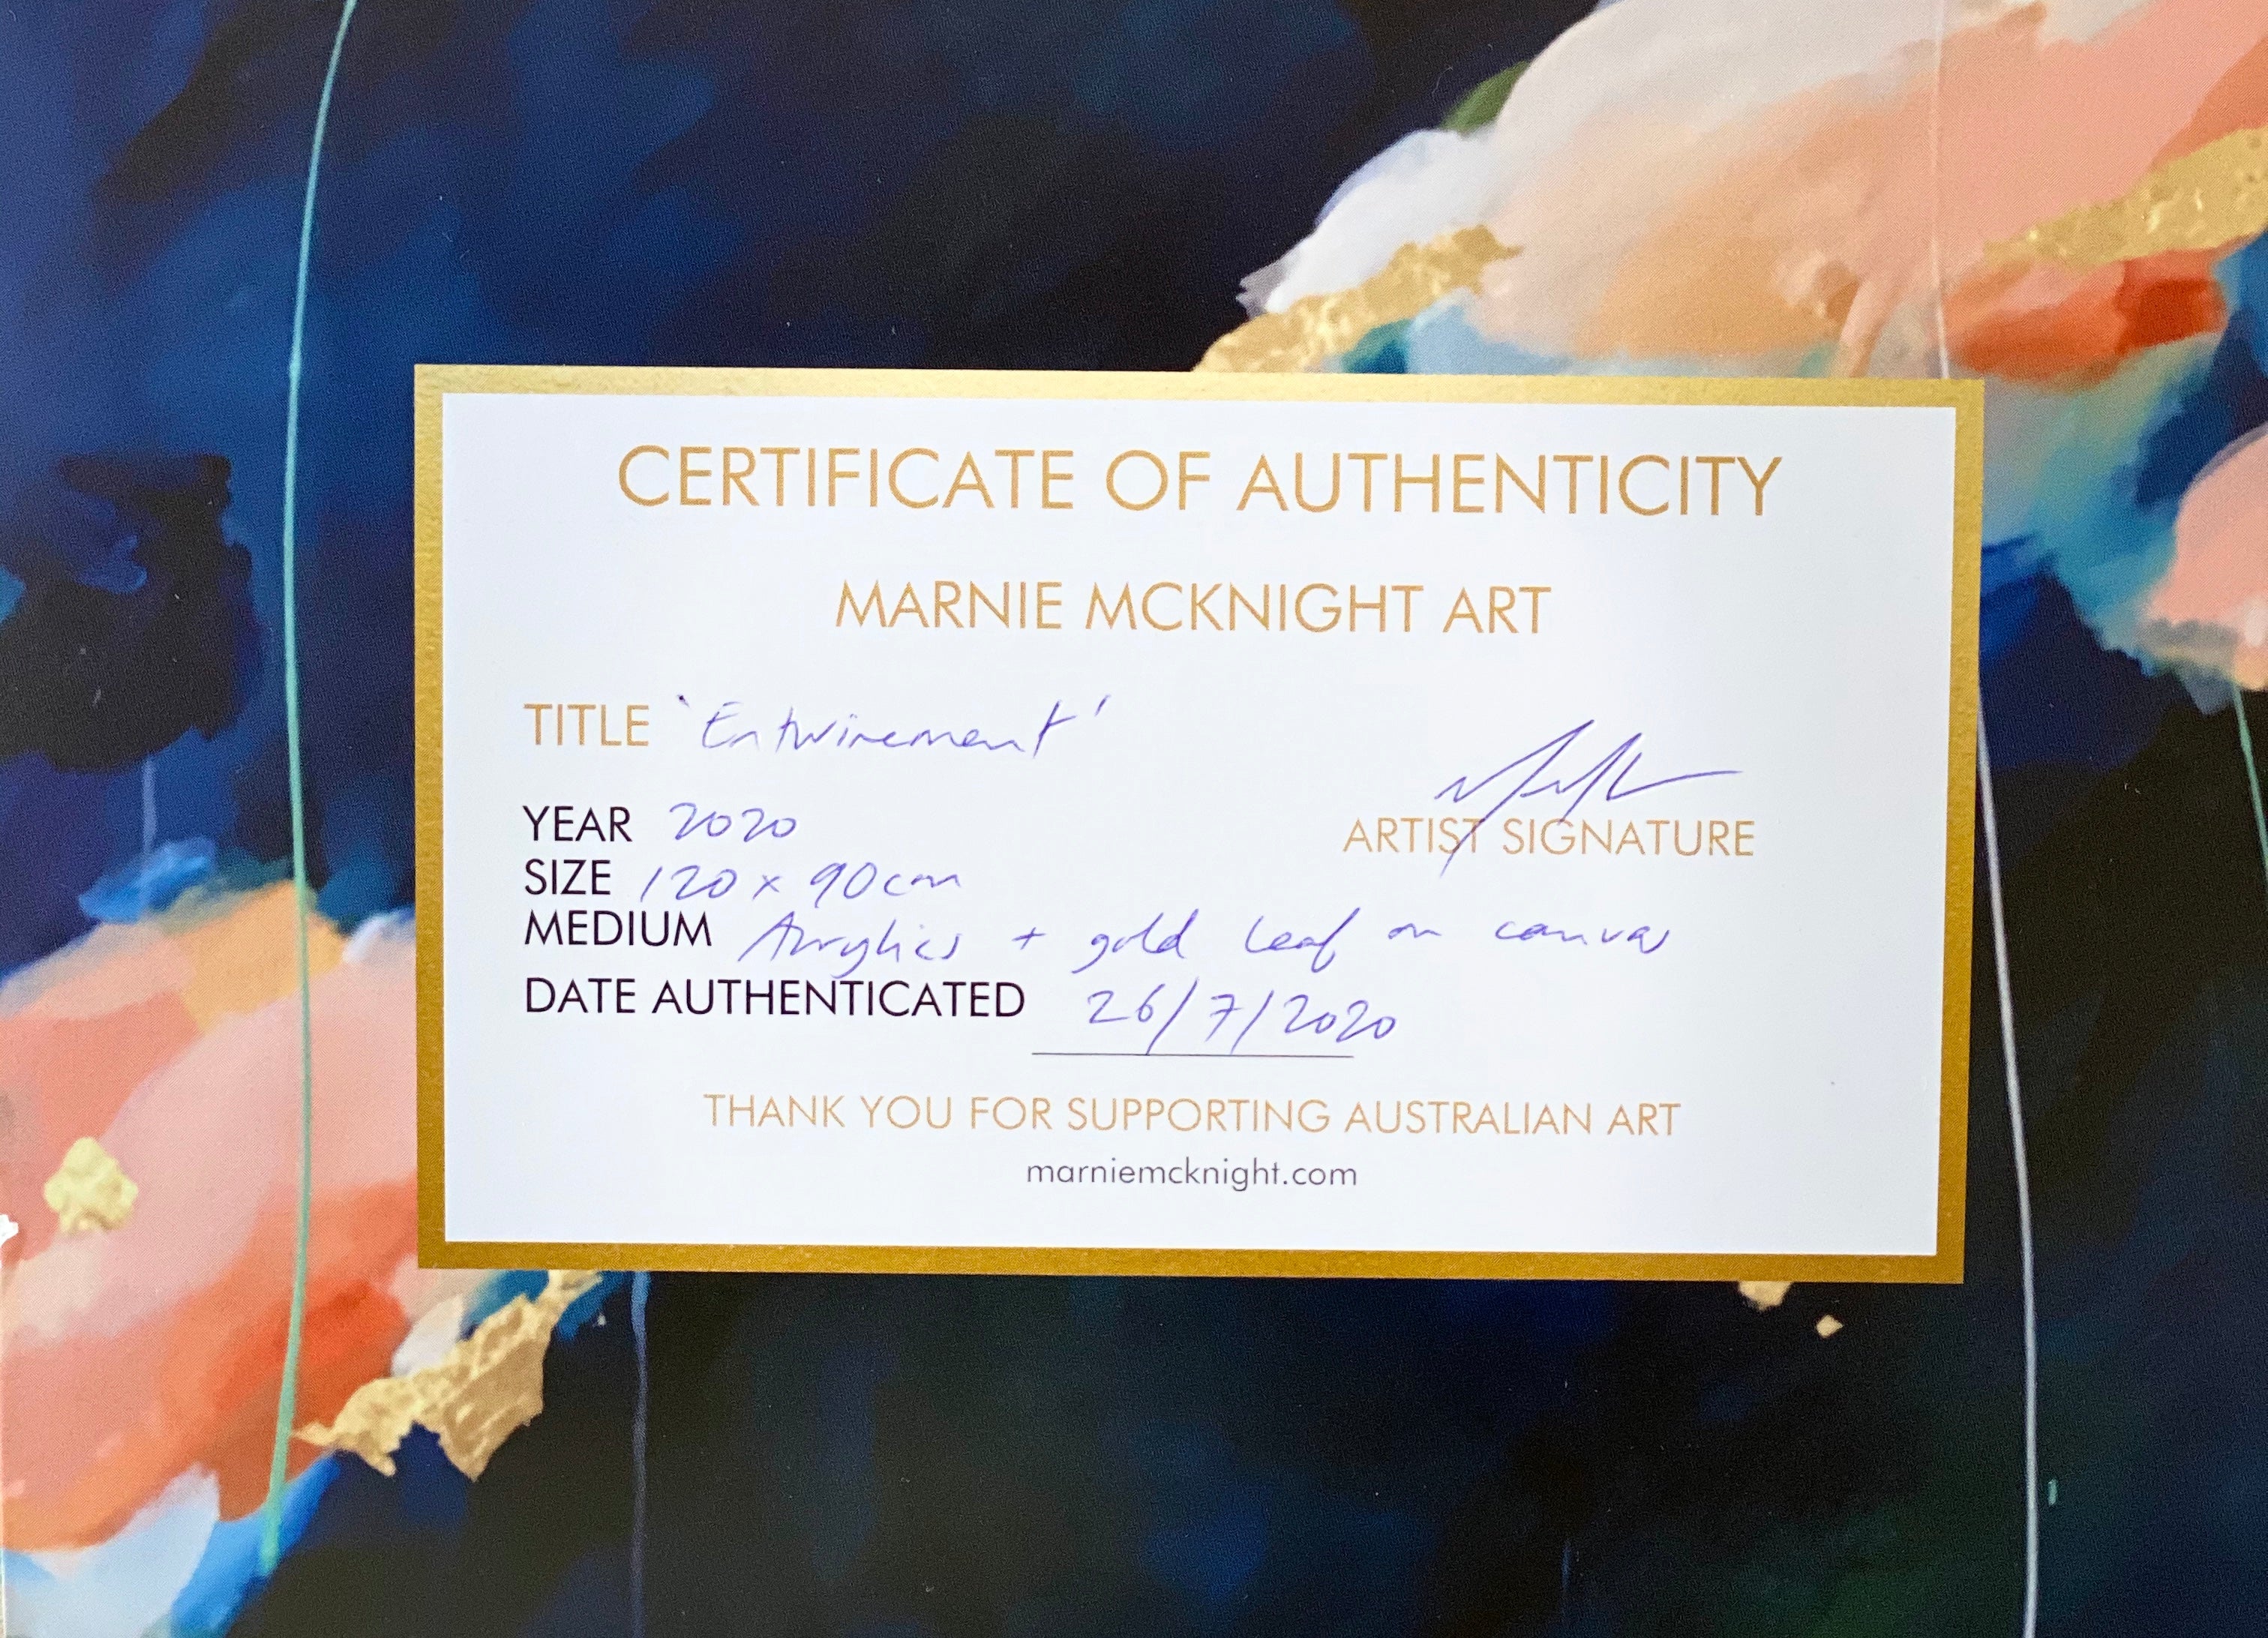 CERTIFICATE OF AUTHENTICITY
MARNIE MCKNIGHT ART
TITLE 'Entwinement'
YEAR 2020
ARTIST SIGNATURE
SIZE 120 x 90cm
MEDIUM Acrylics + gold leaf on canvas
DATE AUTHENTICATED 26/7/2020
THANK YOU FOR SUPPORTING AUSTRALIAN ART
marniemcknight.com